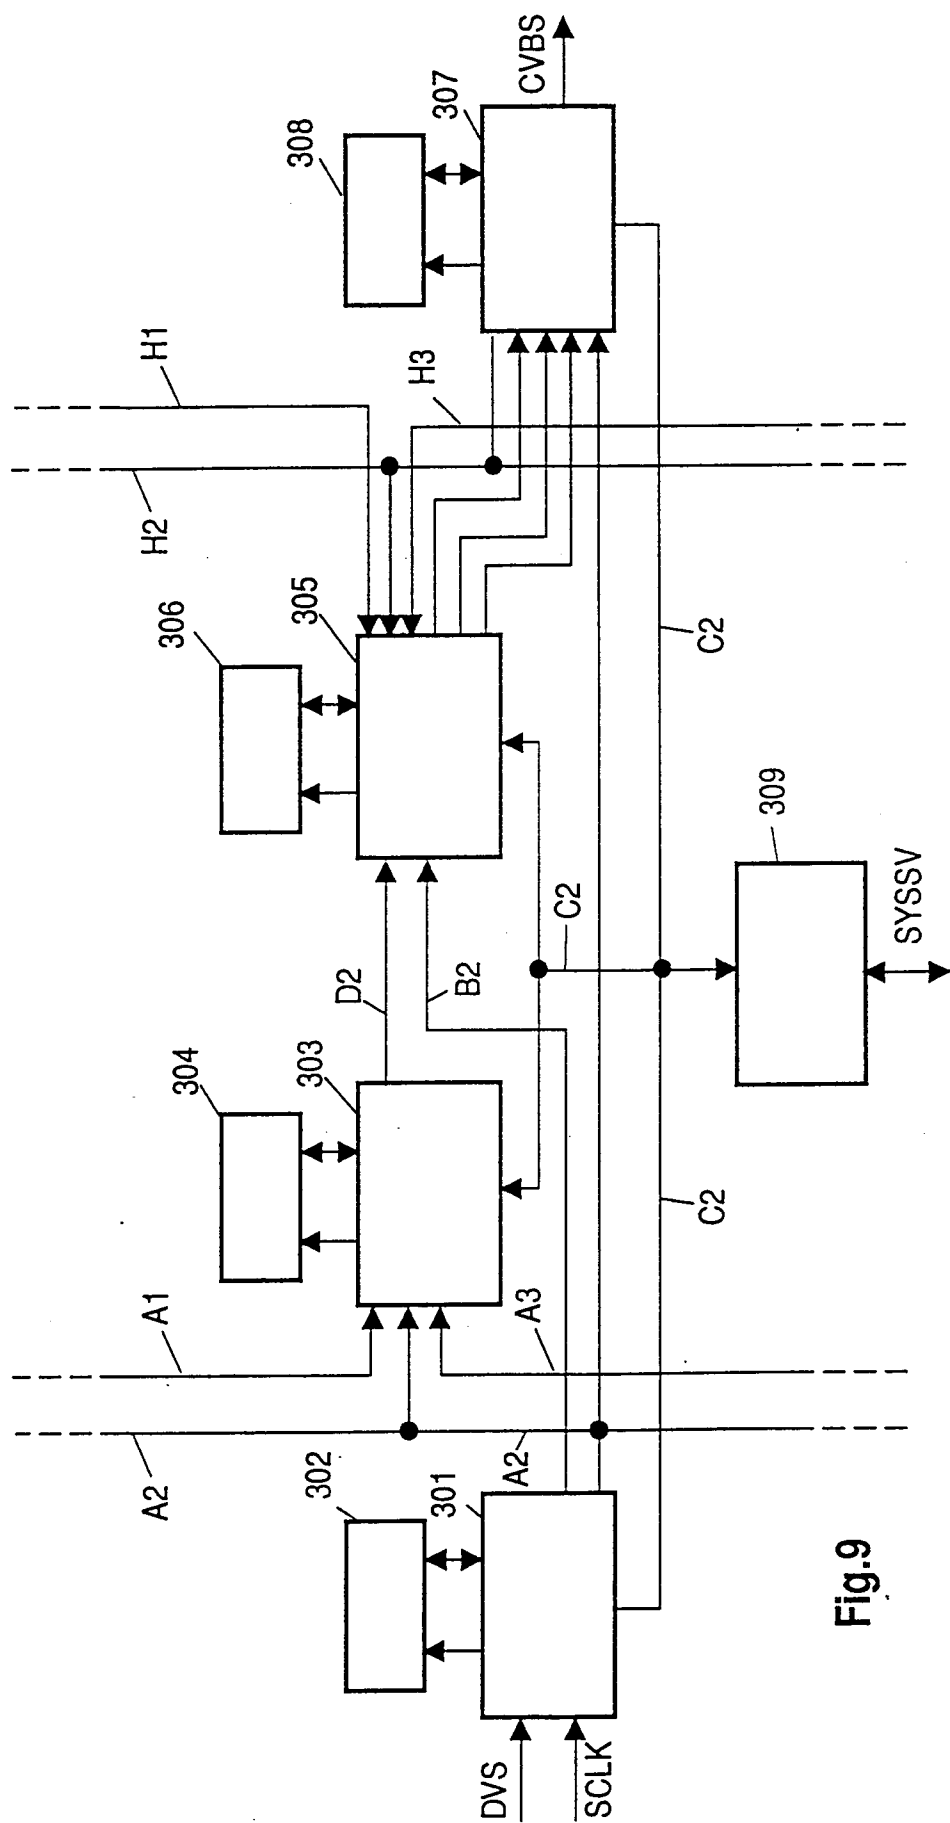 CVBS
307
308
H1
H3
H2
305
306
C2
309
SYSSV
C2
D2
B2
303
304
C2
A1
A3
A2
A2
302
301
DVS
SCLK
Fig.9